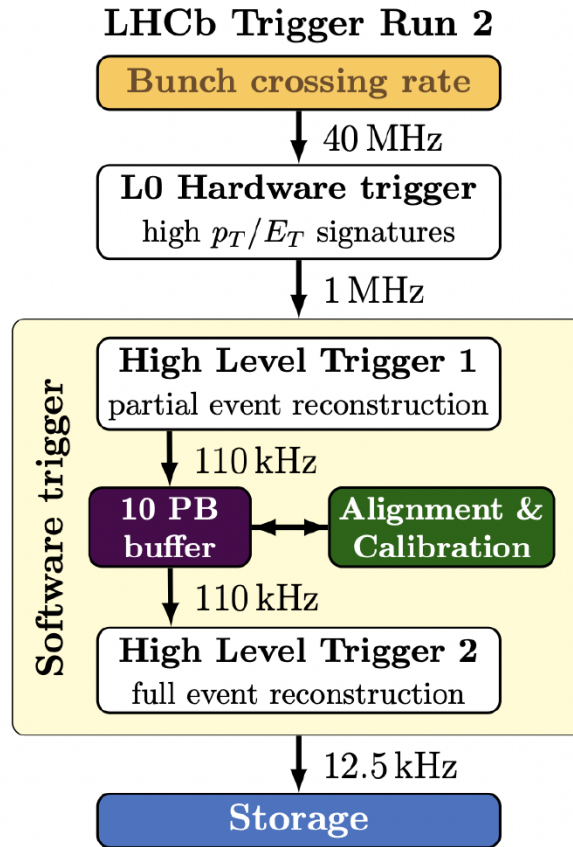 LHCb Trigger Run 2
Bunch crossing rate
40 MHz
L0 Hardware trigger
high p_T/E_T signatures
1 MHz
Software trigger
High Level Trigger 1
partial event reconstruction
110 kHz
10 PB
buffer
Alignment &
Calibration
110 kHz
High Level Trigger 2
full event reconstruction
12.5 kHz
Storage